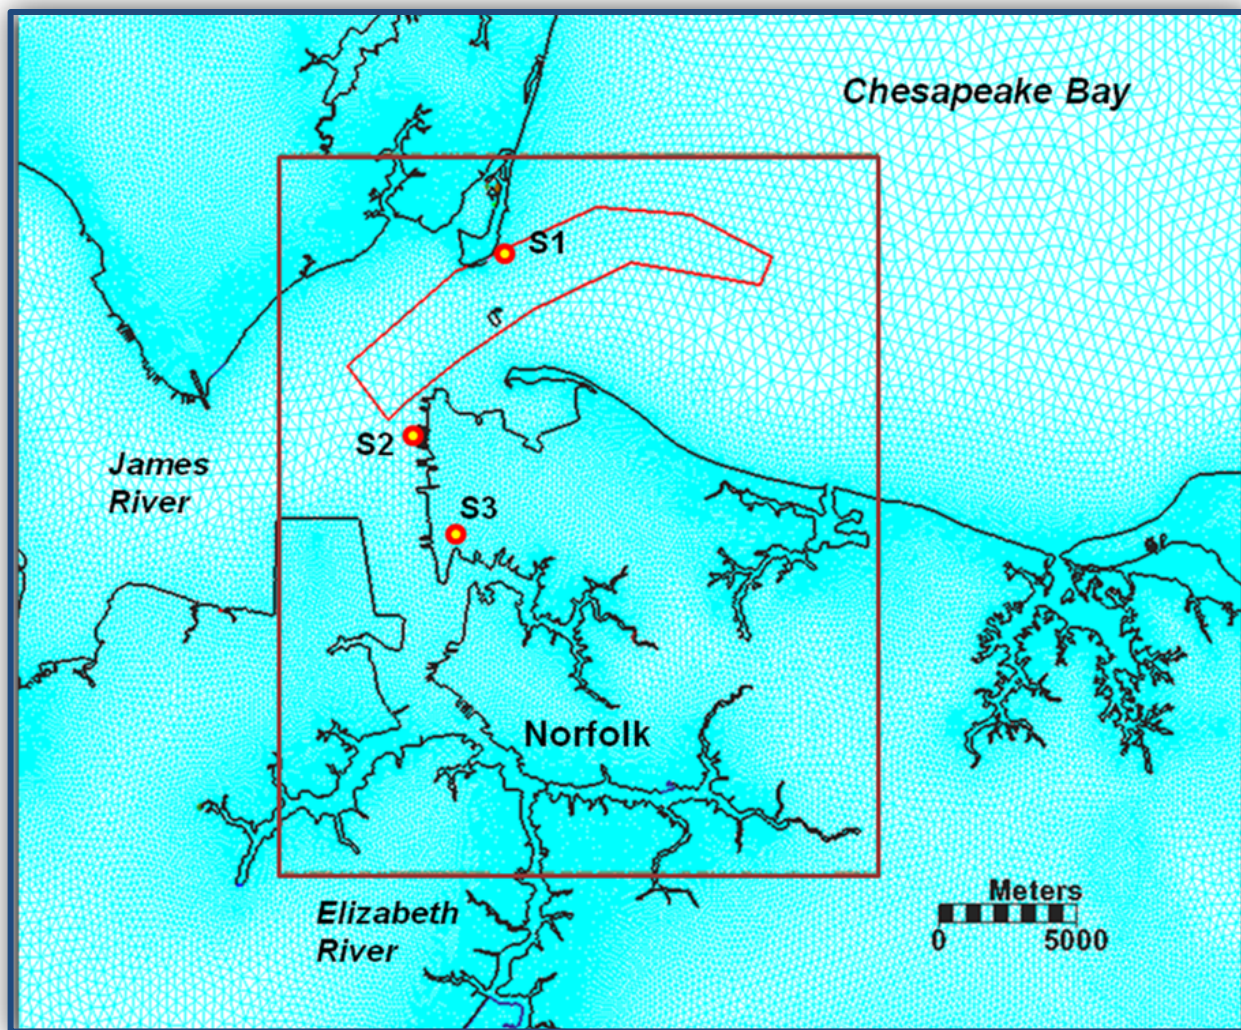 Chesapeake Bay
S1
S2
James
River
S3
Norfolk
Meters
0 5000
Elizabeth
River